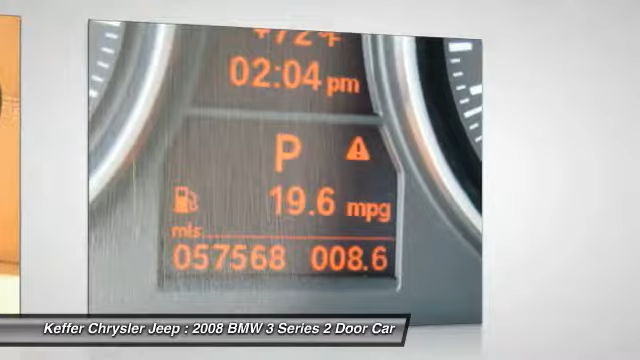 +72°F
02:04 pm
P
19.6 mpg
mls
057568 008.6
Keffer Chrysler Jeep : 2008 BMW 3 Series 2 Door Car